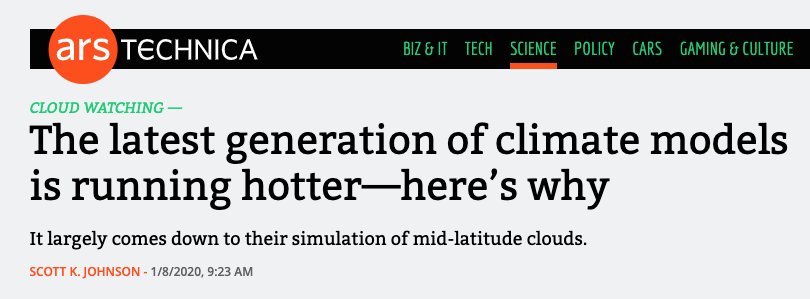 ars TECHNICA
BIZ & IT TECH SCIENCE POLICY CARS GAMING & CULTURE
CLOUD WATCHING —
The latest generation of climate models
is running hotter—here’s why
It largely comes down to their simulation of mid-latitude clouds.
SCOTT K. JOHNSON - 1/8/2020, 9:23 AM